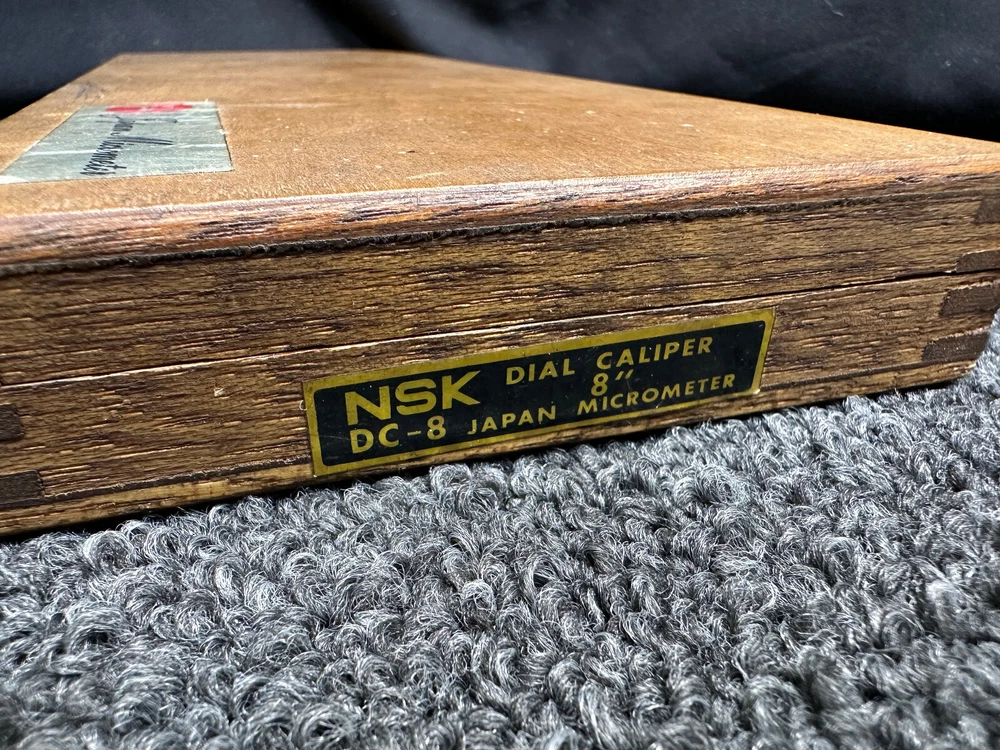 NSK DIAL CALIPER
8"
DC-8 JAPAN MICROMETER